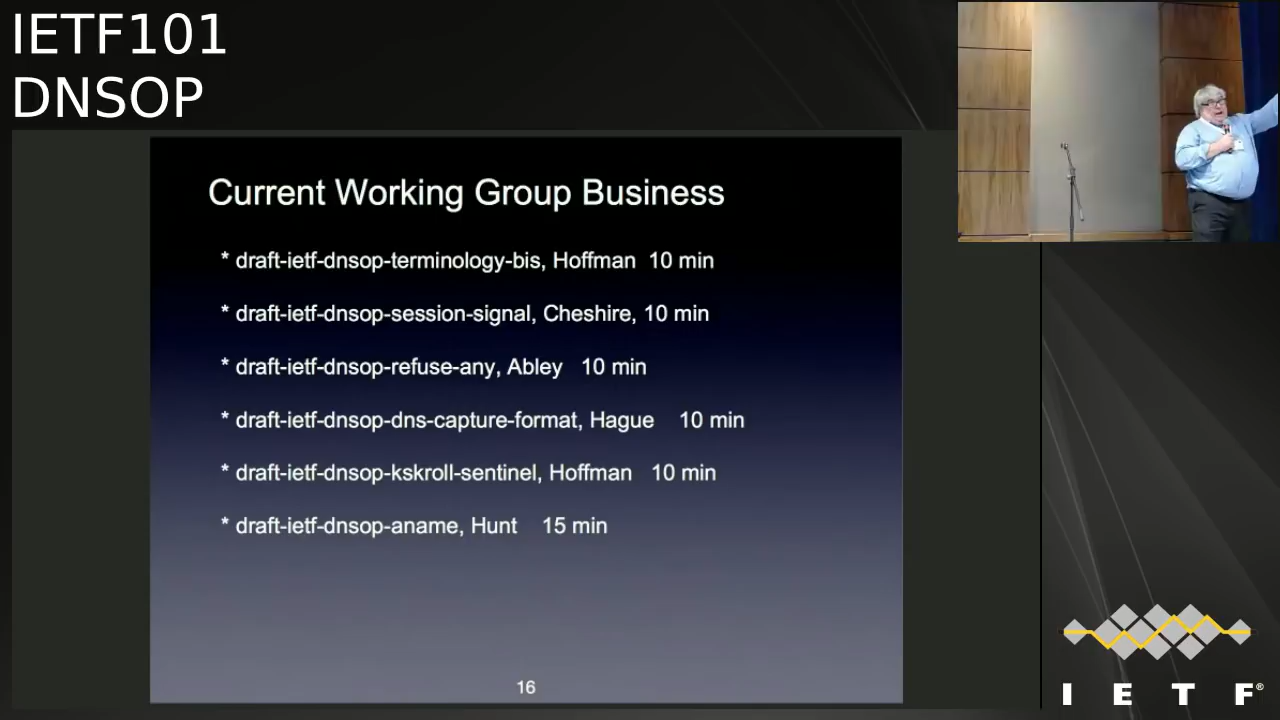 IETF101
DNSOP
Current Working Group Business
* draft-ietf-dnsop-terminology-bis, Hoffman 10 min
* draft-ietf-dnsop-session-signal, Cheshire, 10 min
* draft-ietf-dnsop-refuse-any, Abley 10 min
* draft-ietf-dnsop-dns-capture-format, Hague 10 min
* draft-ietf-dnsop-kskroll-sentinel, Hoffman 10 min
* draft-ietf-dnsop-aname, Hunt 15 min
16
I E T F®